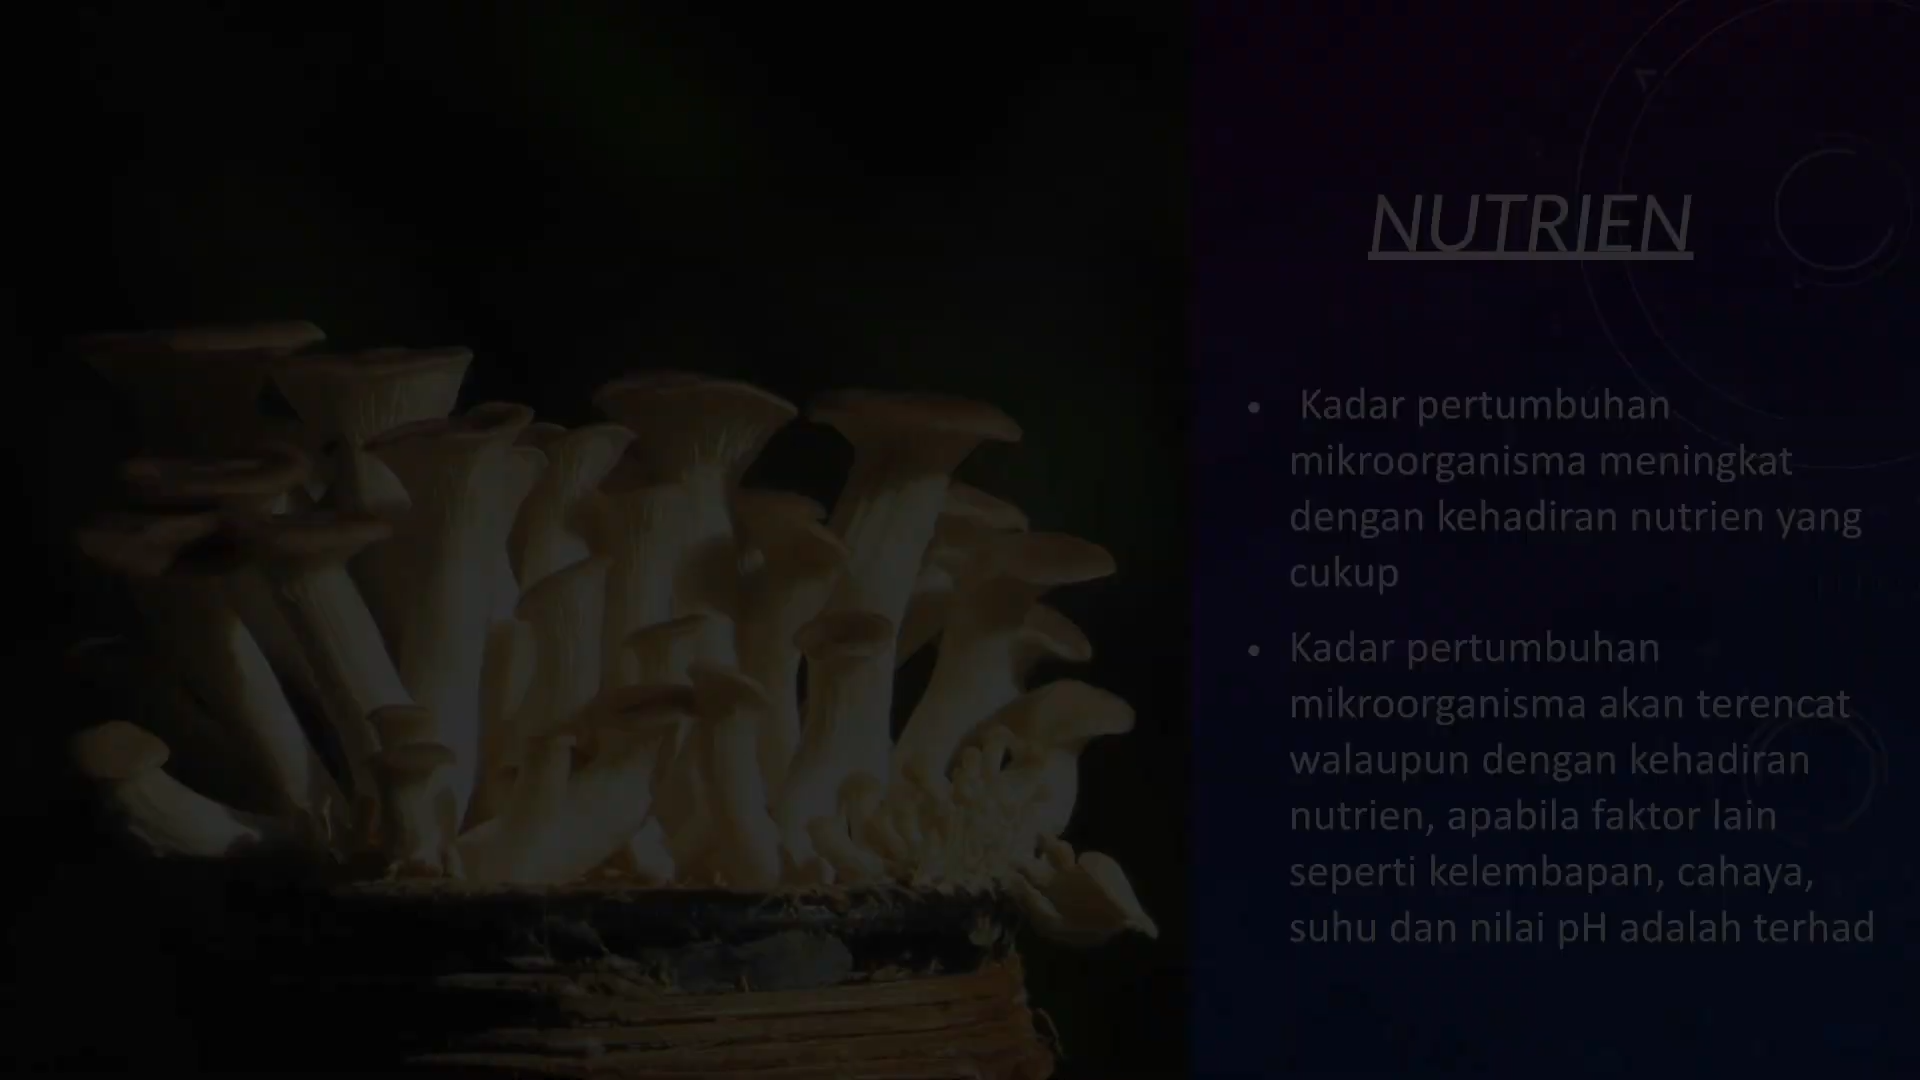 NUTRIEN
• Kadar pertumbuhan
mikroorganisma meningkat
dengan kehadiran nutrien yang
cukup
• Kadar pertumbuhan
mikroorganisma akan terencat
walaupun dengan kehadiran
nutrien, apabila faktor lain
seperti kelembapan, cahaya,
suhu dan nilai pH adalah terhad